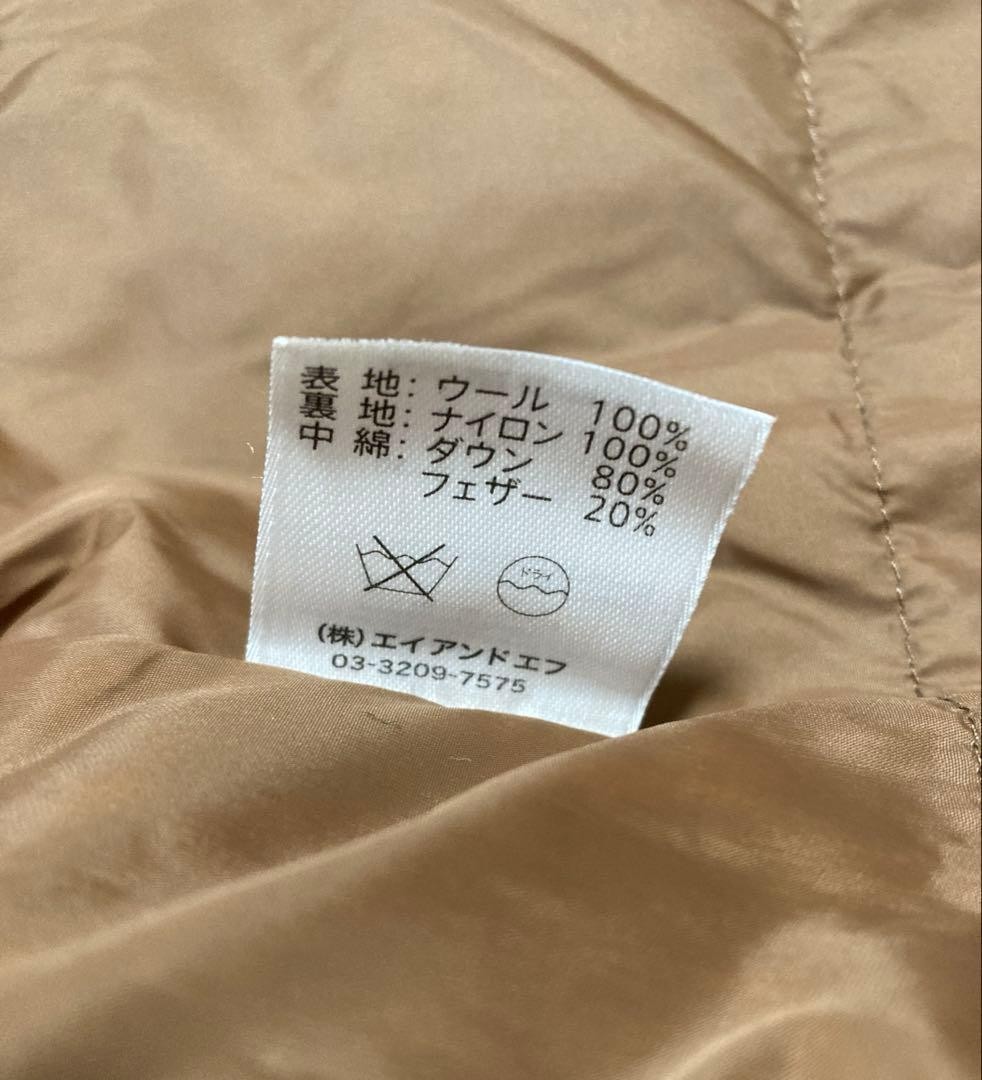 表 地: ウール 100%
裏 地: ナイロン 100%
中 綿: ダウン 80%
フェザー 20%
ドライ
(株)エイアンドエフ
03-3209-7575